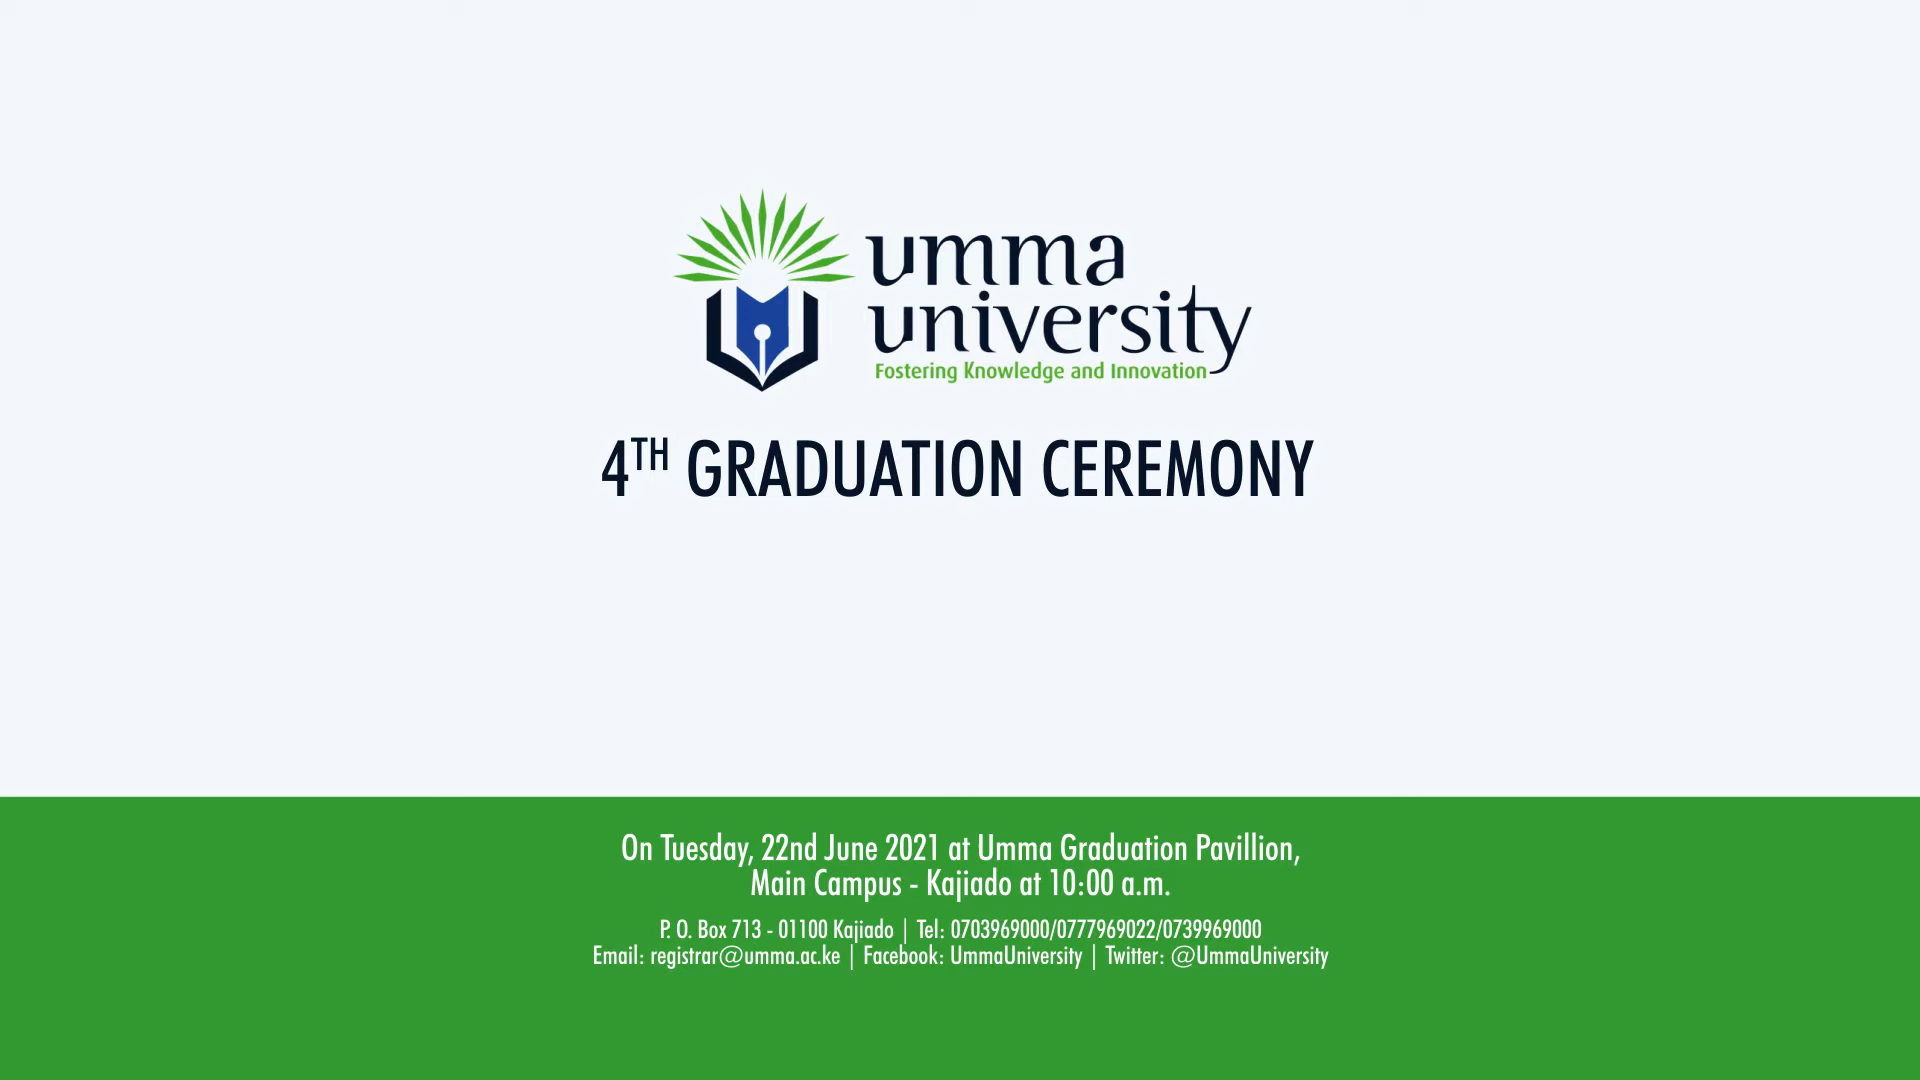 umma
university
Fostering Knowledge and Innovation
4TH GRADUATION CEREMONY
On Tuesday, 22nd June 2021 at Umma Graduation Pavillion,
Main Campus - Kajiado at 10:00 a.m.
P. O. Box 713 - 01100 Kajiado | Tel: 0703969000/0777969022/0739969000
Email: registrar@umma.ac.ke | Facebook: UmmaUniversity | Twitter: @UmmaUniversity